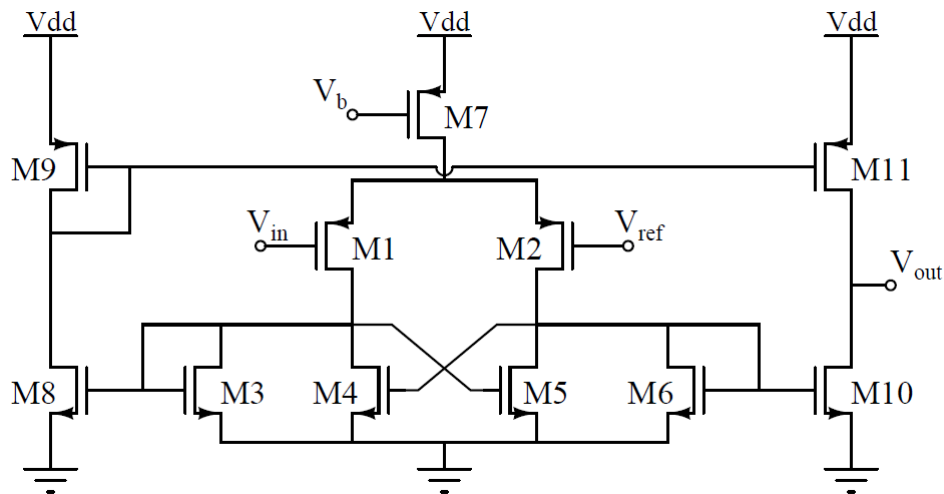 Vdd Vdd Vdd
V_b
M7
M9 M11
V_in V_ref
M1 M2
V_out
M8 M3 M4 M5 M6 M10